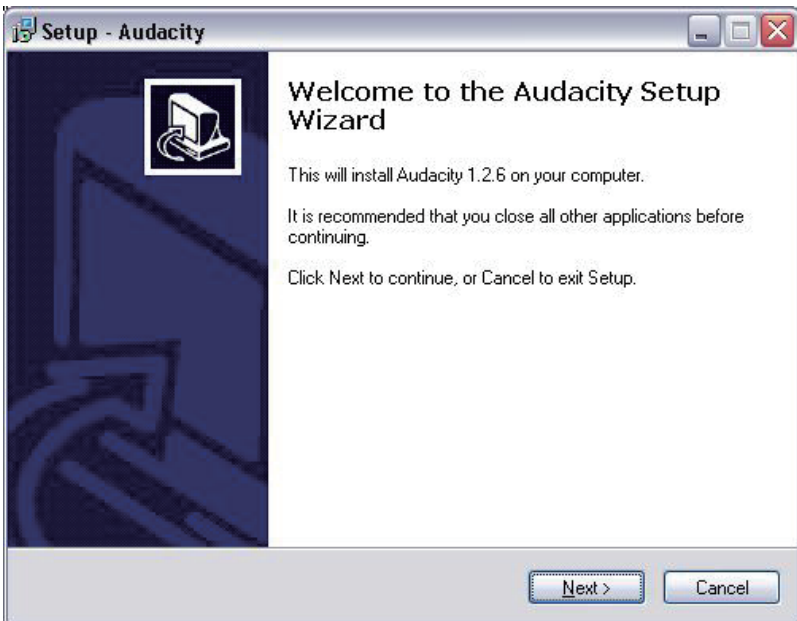 Setup - Audacity
Welcome to the Audacity Setup
Wizard
This will install Audacity 1.2.6 on your computer.
It is recommended that you close all other applications before
continuing.
Click Next to continue, or Cancel to exit Setup.
Next >
Cancel